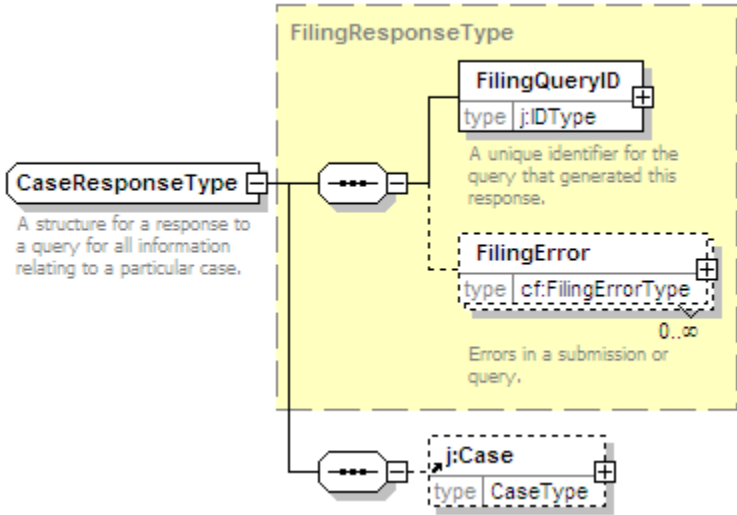 FilingResponseType
FilingQueryID
type j:IDType
A unique identifier for the
query that generated this
response.
CaseResponseType
A structure for a response to
a query for all information
relating to a particular case.
FilingError
type cf:FilingErrorType
0..∞
Errors in a submission or
query.
j:Case
type CaseType